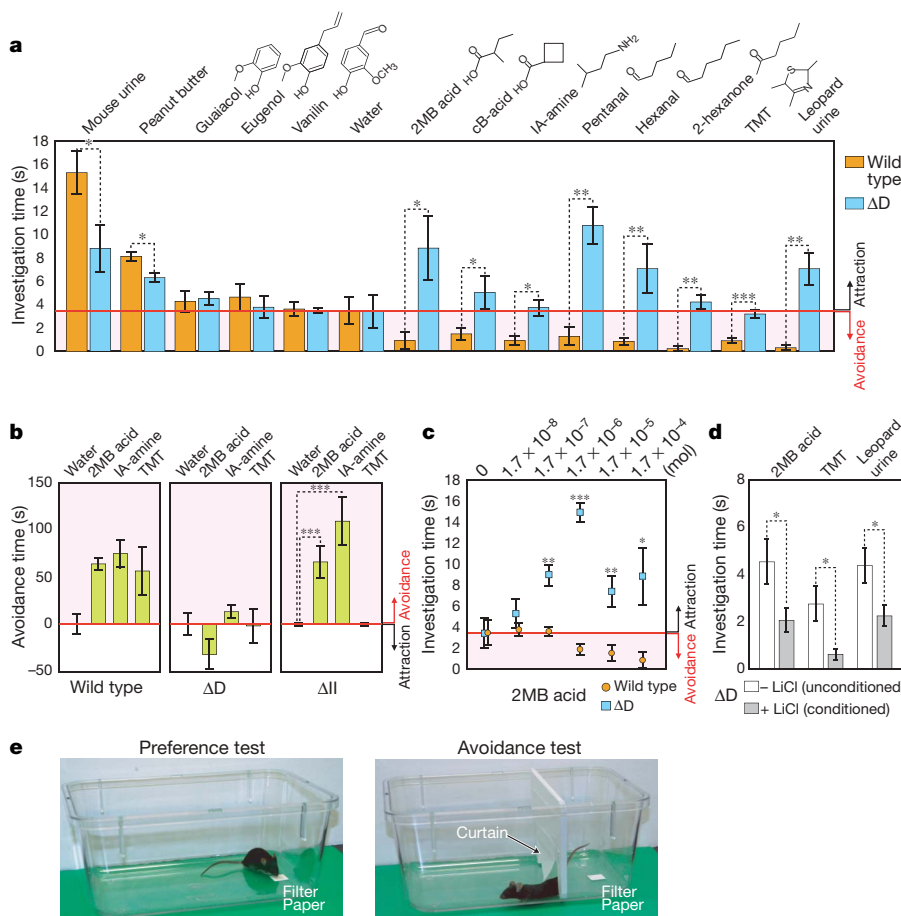 a
Mouse urine
Peanut butter
Guaiacol
Eugenol
Vanilin
Water
2MB acid
cB-acid
IA-amine
Pentanal
Hexanal
2-hexanone
TMT
Leopard
urine
O
HO
O
HO
O
HO
OCH3
O
HO
O
HO
NH2
O
O
O
S
N
Investigation time (s)
18
16
14
12
10
8
6
4
2
0
*
*
*
*
*
**
**
**
***
**
Wild
type
ΔD
Attraction
Avoidance
b
Water
2MB acid
IA-amine
TMT
Water
2MB acid
IA-amine
TMT
Water
2MB acid
IA-amine
TMT
Avoidance time (s)
150
100
50
0
–50
***
***
Wild type
ΔD
ΔII
Avoidance
Attraction
c
0
1.7 × 10–8
1.7 × 10–7
1.7 × 10–6
1.7 × 10–5
1.7 × 10–4
(mol)
Investigation time (s)
18
16
14
12
10
8
6
4
2
0
**
***
**
*
Attraction
Avoidance
2MB acid
Wild type
ΔD
d
2MB acid
TMT
Leopard
urine
Investigation time (s)
8
6
4
2
0
*
*
*
ΔD
– LiCl (unconditioned)
+ LiCl (conditioned)
e
Preference test
Avoidance test
Filter
Paper
Curtain
Filter
Paper